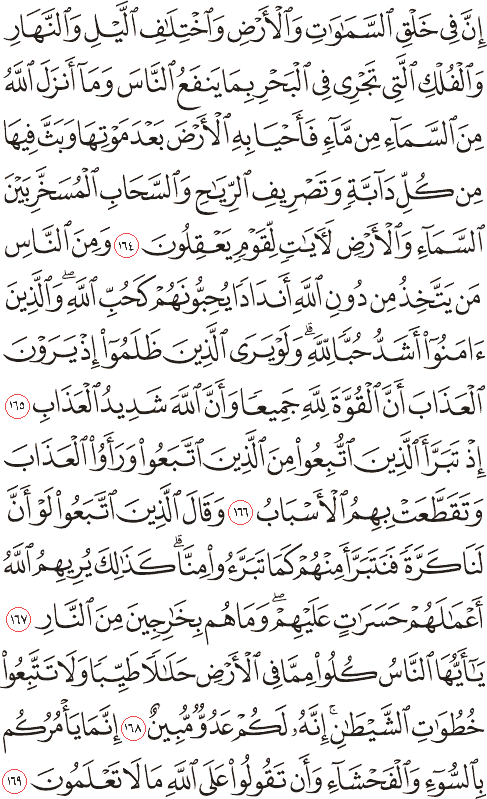 إِنَّ فِى خَلْقِ ٱلسَّمَٰوَٰتِ وَٱلْأَرْضِ وَٱخْتِلَٰفِ ٱلَّيْلِ وَٱلنَّهَارِ
وَٱلْفُلْكِ ٱلَّتِى تَجْرِى فِى ٱلْبَحْرِ بِمَا يَنفَعُ ٱلنَّاسَ وَمَآ أَنزَلَ ٱللَّهُ
مِنَ ٱلسَّمَآءِ مِن مَّآءٍ فَأَحْيَا بِهِ ٱلْأَرْضَ بَعْدَ مَوْتِهَا وَبَثَّ فِيهَا
مِن كُلِّ دَآبَّةٍ وَتَصْرِيفِ ٱلرِّيَٰحِ وَٱلسَّحَابِ ٱلْمُسَخَّرِ بَيْنَ
ٱلسَّمَآءِ وَٱلْأَرْضِ لَءَايَٰتٍ لِّقَوْمٍ يَعْقِلُونَ ١٦٤ وَمِنَ ٱلنَّاسِ
مَن يَتَّخِذُ مِن دُونِ ٱللَّهِ أَندَادًا يُحِبُّونَهُمْ كَحُبِّ ٱللَّهِ ۖ وَٱلَّذِينَ
ءَامَنُوٓا۟ أَشَدُّ حُبًّا لِّلَّهِ ۗ وَلَوْ يَرَى ٱلَّذِينَ ظَلَمُوٓا۟ إِذْ يَرَوْنَ
ٱلْعَذَابَ أَنَّ ٱلْقُوَّةَ لِلَّهِ جَمِيعًا وَأَنَّ ٱللَّهَ شَدِيدُ ٱلْعَذَابِ ١٦٥
إِذْ تَبَرَّأَ ٱلَّذِينَ ٱتُّبِعُوا۟ مِنَ ٱلَّذِينَ ٱتَّبَعُوا۟ وَرَأَوُا۟ ٱلْعَذَابَ
وَتَقَطَّعَتْ بِهِمُ ٱلْأَسْبَابُ ١٦٦ وَقَالَ ٱلَّذِينَ ٱتَّبَعُوا۟ لَوْ أَنَّ
لَنَا كَرَّةً فَنَتَبَرَّأَ مِنْهُمْ كَمَا تَبَرَّءُوا۟ مِنَّا ۗ كَذَٰلِكَ يُرِيهِمُ ٱللَّهُ
أَعْمَٰلَهُمْ حَسَرَٰتٍ عَلَيْهِمْ ۖ وَمَا هُم بِخَٰرِجِينَ مِنَ ٱلنَّارِ ١٦٧
يَٰٓأَيُّهَا ٱلنَّاسُ كُلُوا۟ مِمَّا فِى ٱلْأَرْضِ حَلَٰلًا طَيِّبًا وَلَا تَتَّبِعُوا۟
خُطُوَٰتِ ٱلشَّيْطَٰنِ ۚ إِنَّهُۥ لَكُمْ عَدُوٌّ مُّبِينٌ ١٦٨ إِنَّمَا يَأْمُرُكُم
بِٱلسُّوٓءِ وَٱلْفَحْشَآءِ وَأَن تَقُولُوا۟ عَلَى ٱللَّهِ مَا لَا تَعْلَمُونَ ١٦٩